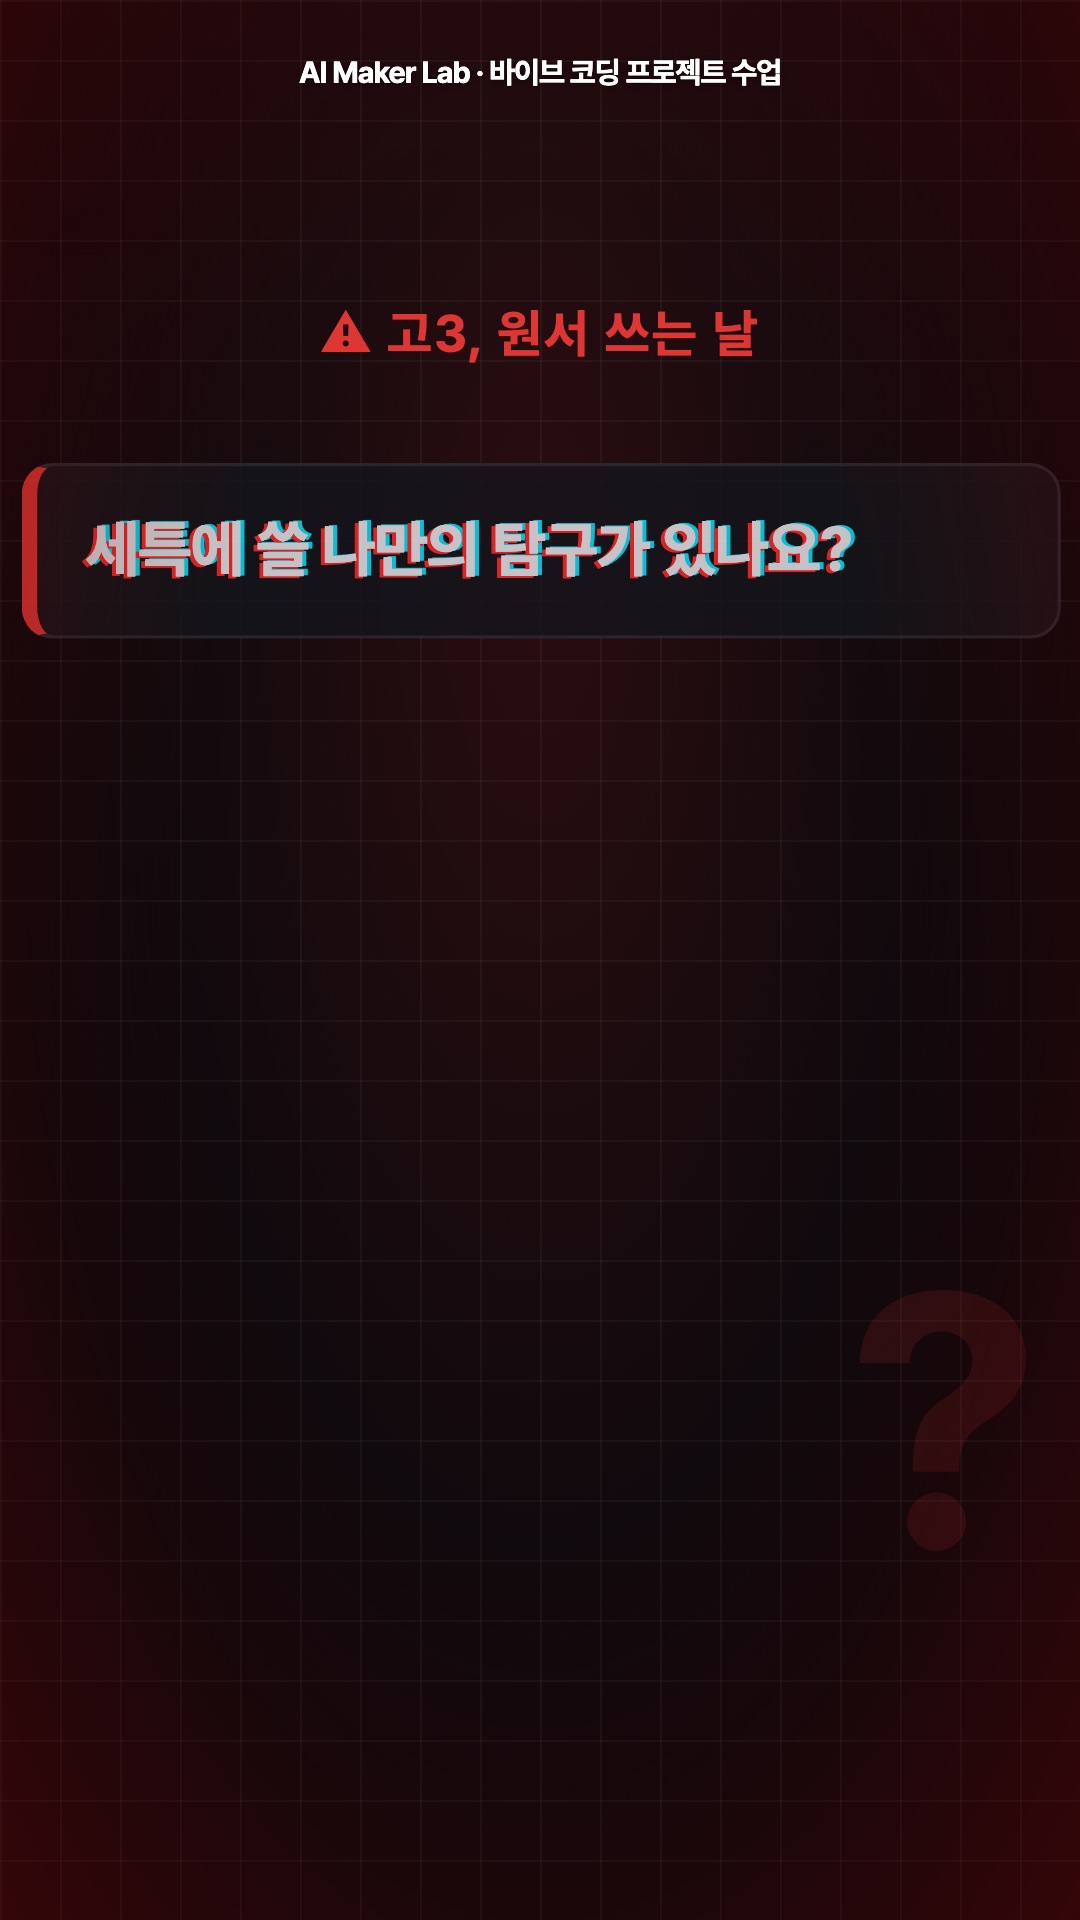 AI Maker Lab · 바이브 코딩 프로젝트 수업
⚠ 고3, 원서 쓰는 날
세특에 쓸 나만의 탐구가 있나요?
?